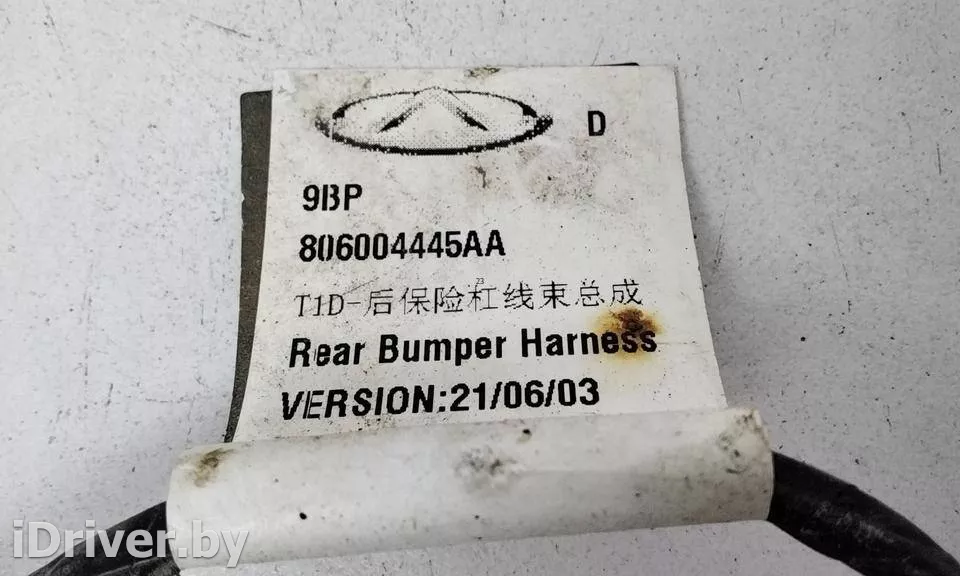 D
9BP
806004445AA
T1D-后保险杠线束总成
Rear Bumper Harness
VERSION:21/06/03
iDriver.by